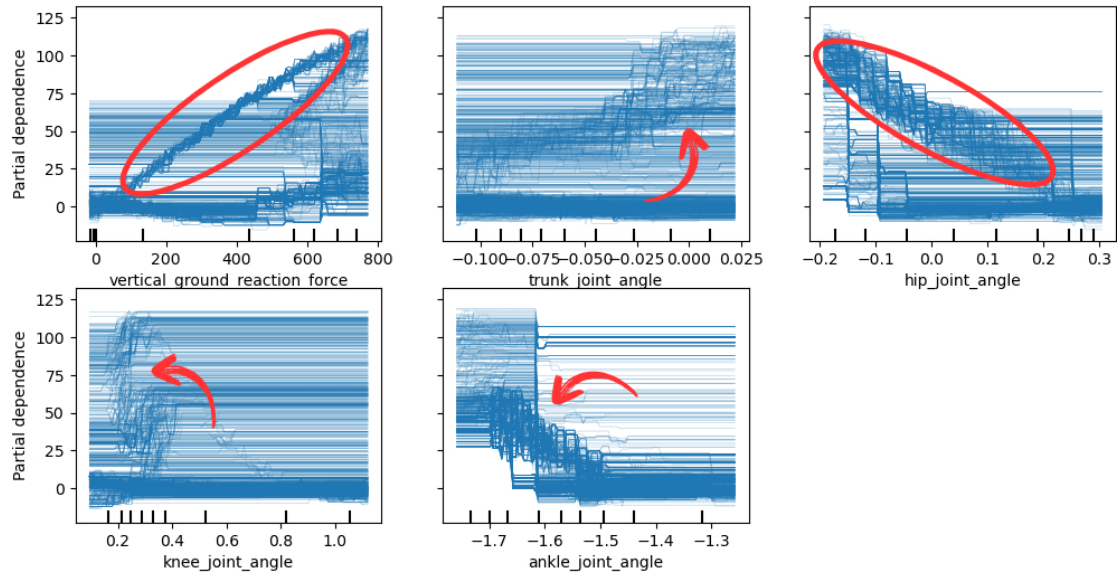 Partial dependence
125
100
75
50
25
0
0 200 400 600 800
vertical_ground_reaction_force
−0.100 −0.075 −0.050 −0.025 0.000 0.025
trunk_joint_angle
−0.2 −0.1 0.0 0.1 0.2 0.3
hip_joint_angle
Partial dependence
125
100
75
50
25
0
0.2 0.4 0.6 0.8 1.0
knee_joint_angle
−1.7 −1.6 −1.5 −1.4 −1.3
ankle_joint_angle